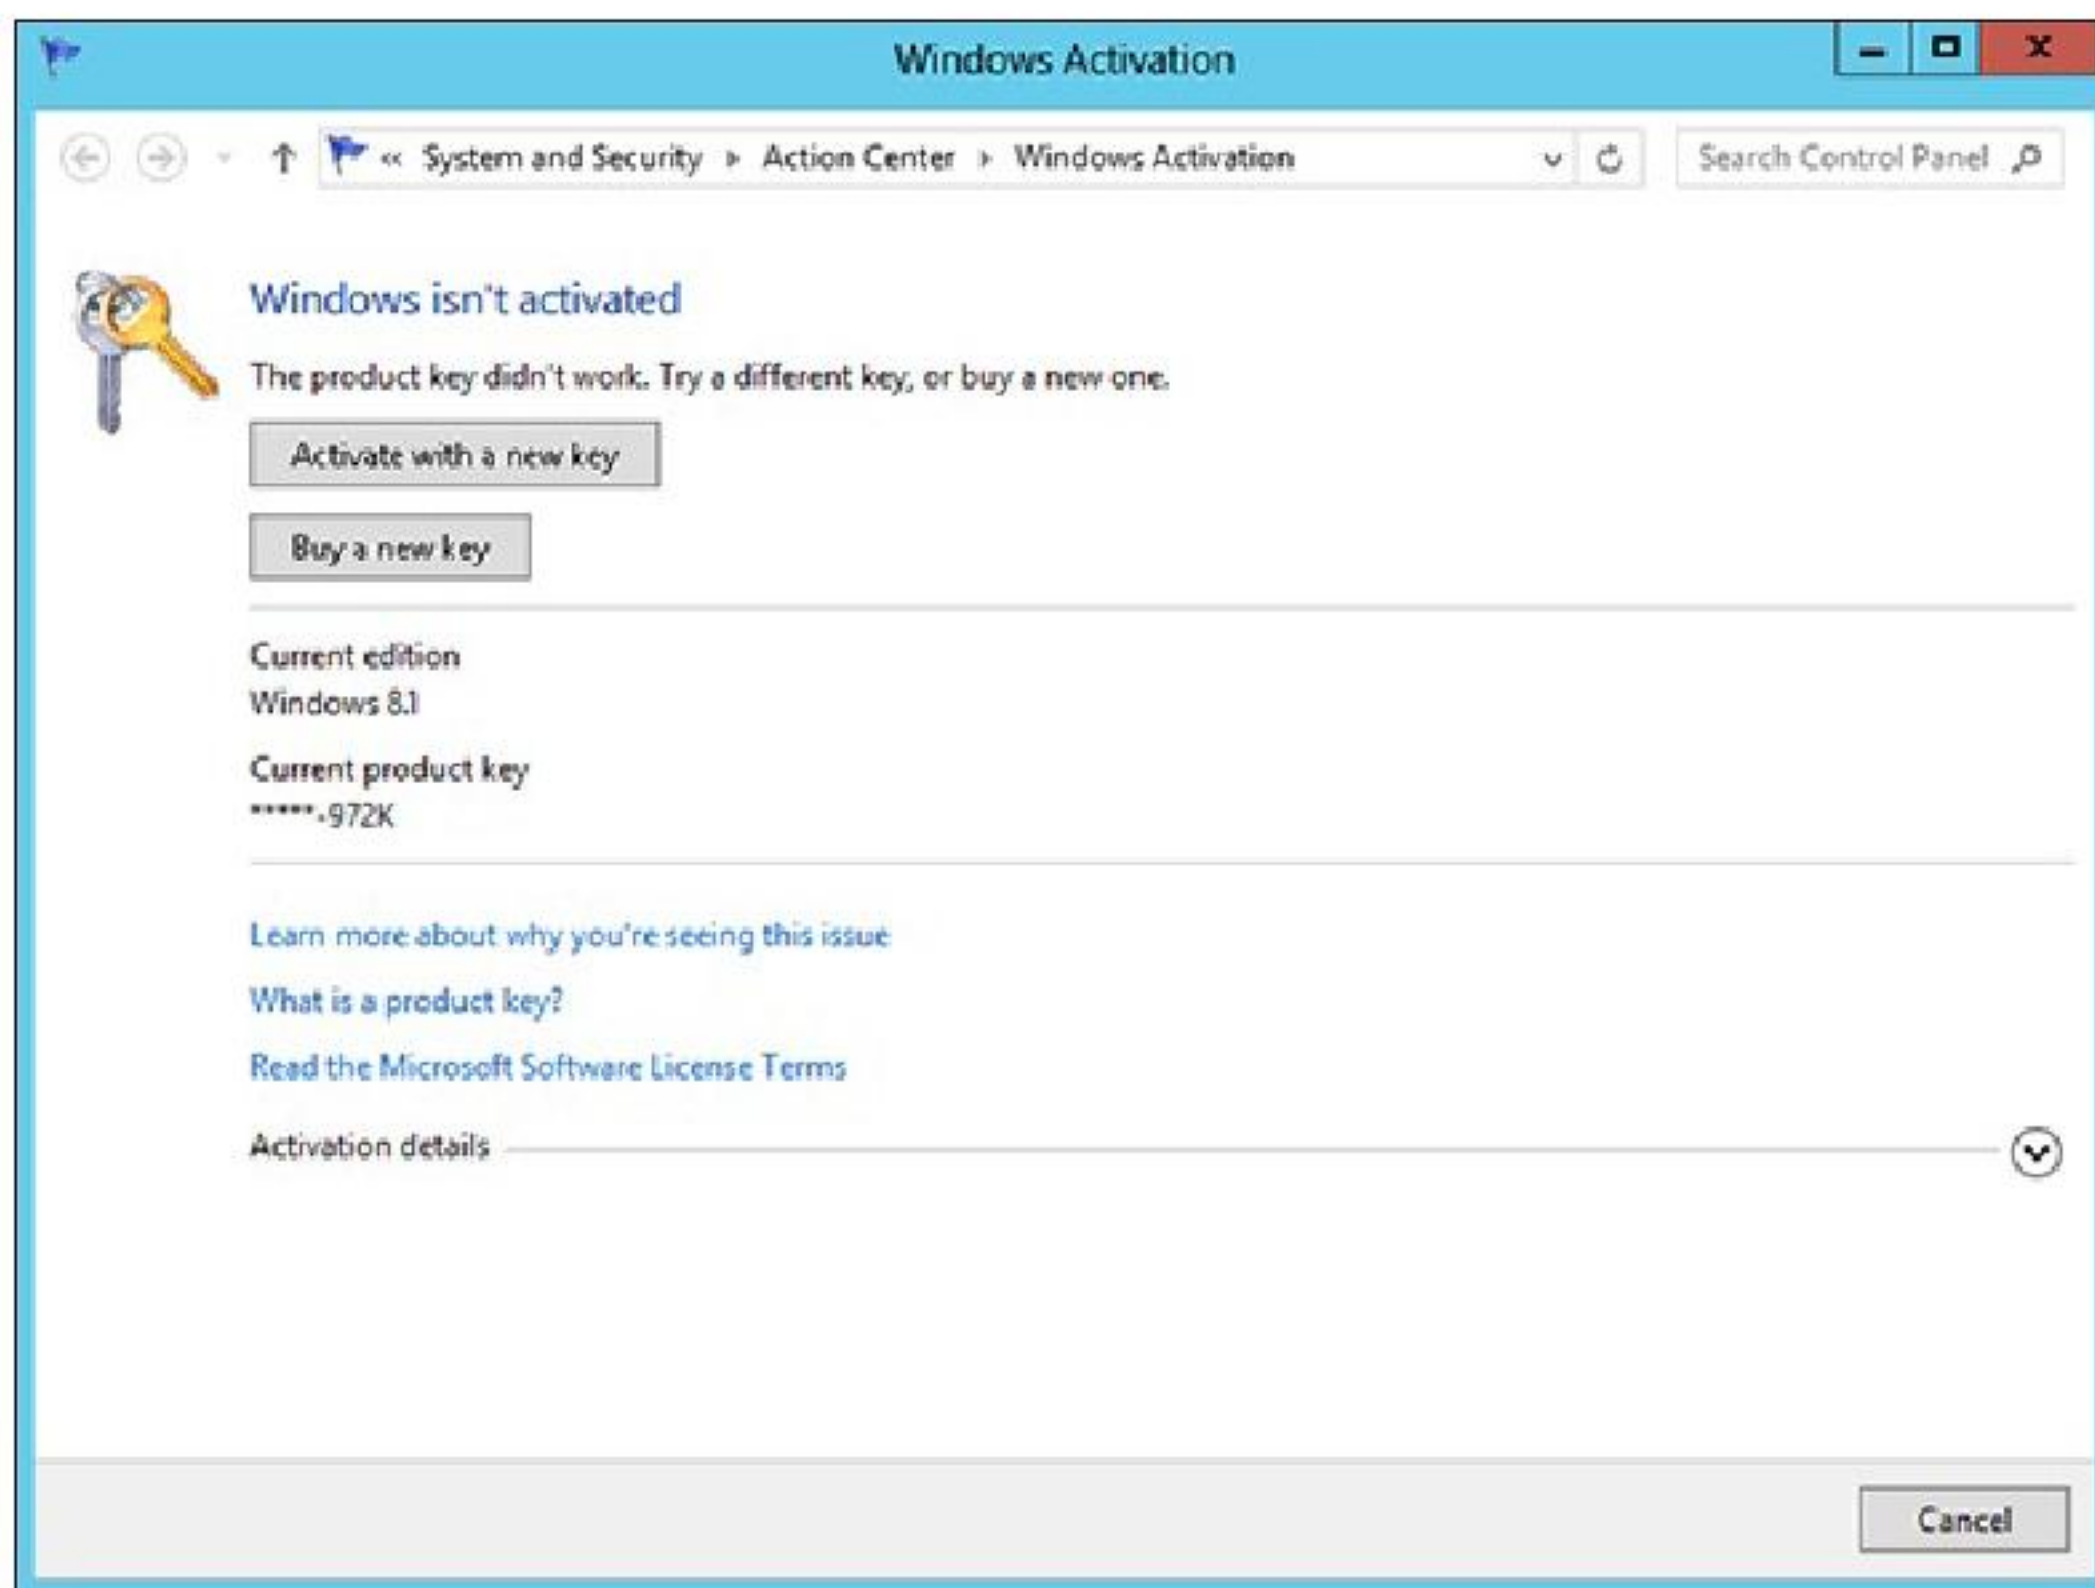 Windows Activation
« System and Security ▸ Action Center ▸ Windows Activation
Search Control Panel
Windows isn't activated
The product key didn't work. Try a different key, or buy a new one.
Activate with a new key
Buy a new key
Current edition
Windows 8.1
Current product key
*****-972K
Learn more about why you're seeing this issue
What is a product key?
Read the Microsoft Software License Terms
Activation details
Cancel